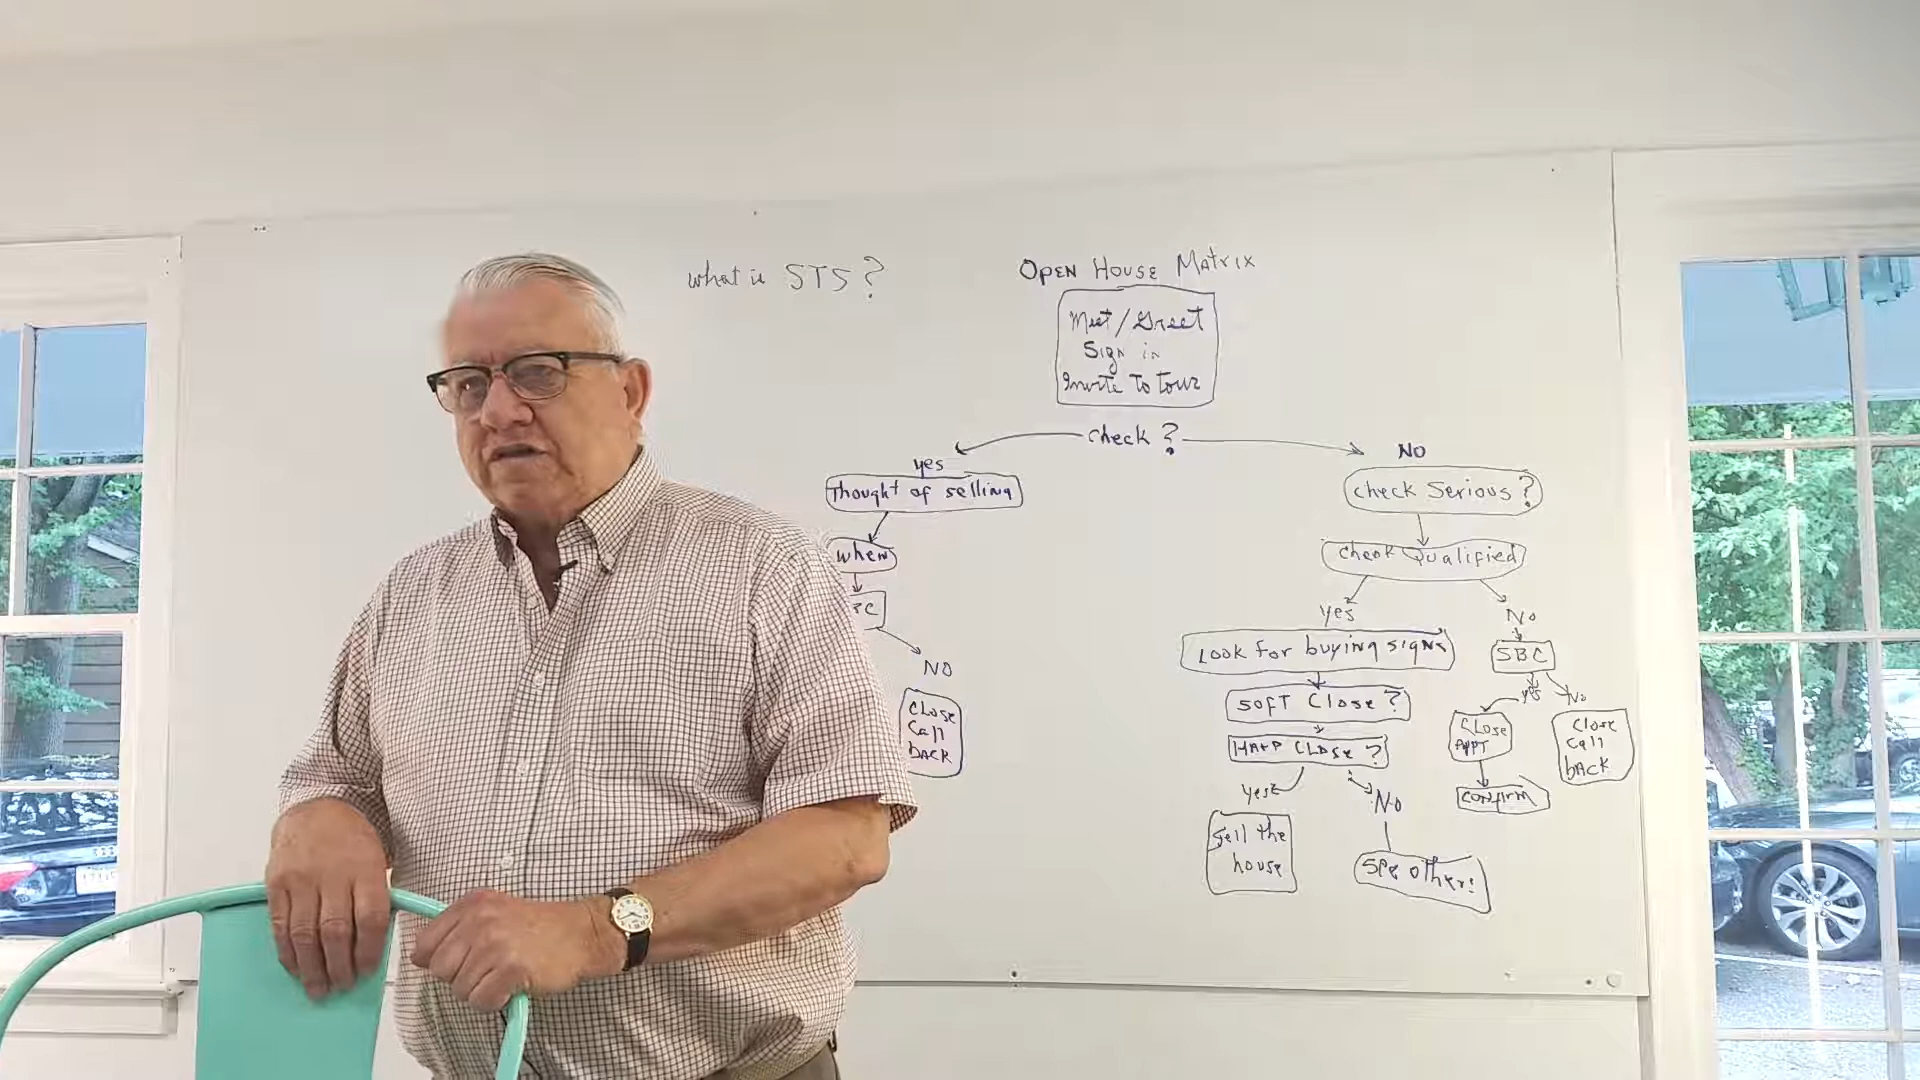 what is STS?
OPEN HOUSE MATRIX
Meet/Greet
Sign in
Invite To Tour
check?
yes
NO
thought of selling
check Serious?
when
check Qualified
yes
No
Look for buying signs
SBC
NO
yes
No
SOFT Close?
CLose
Call
bACK
CLose
APPT
Close
Call
bAck
HArd CLose?
yes
No
confirm
Sell the
house
See other!